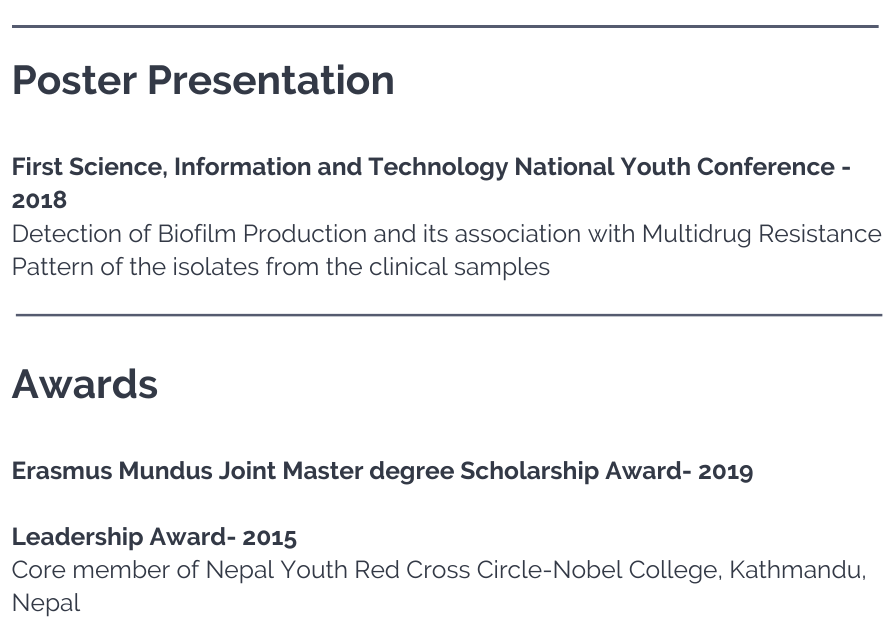 Poster Presentation
First Science, Information and Technology National Youth Conference -
2018
Detection of Biofilm Production and its association with Multidrug Resistance
Pattern of the isolates from the clinical samples
Awards
Erasmus Mundus Joint Master degree Scholarship Award- 2019
Leadership Award- 2015
Core member of Nepal Youth Red Cross Circle-Nobel College, Kathmandu,
Nepal